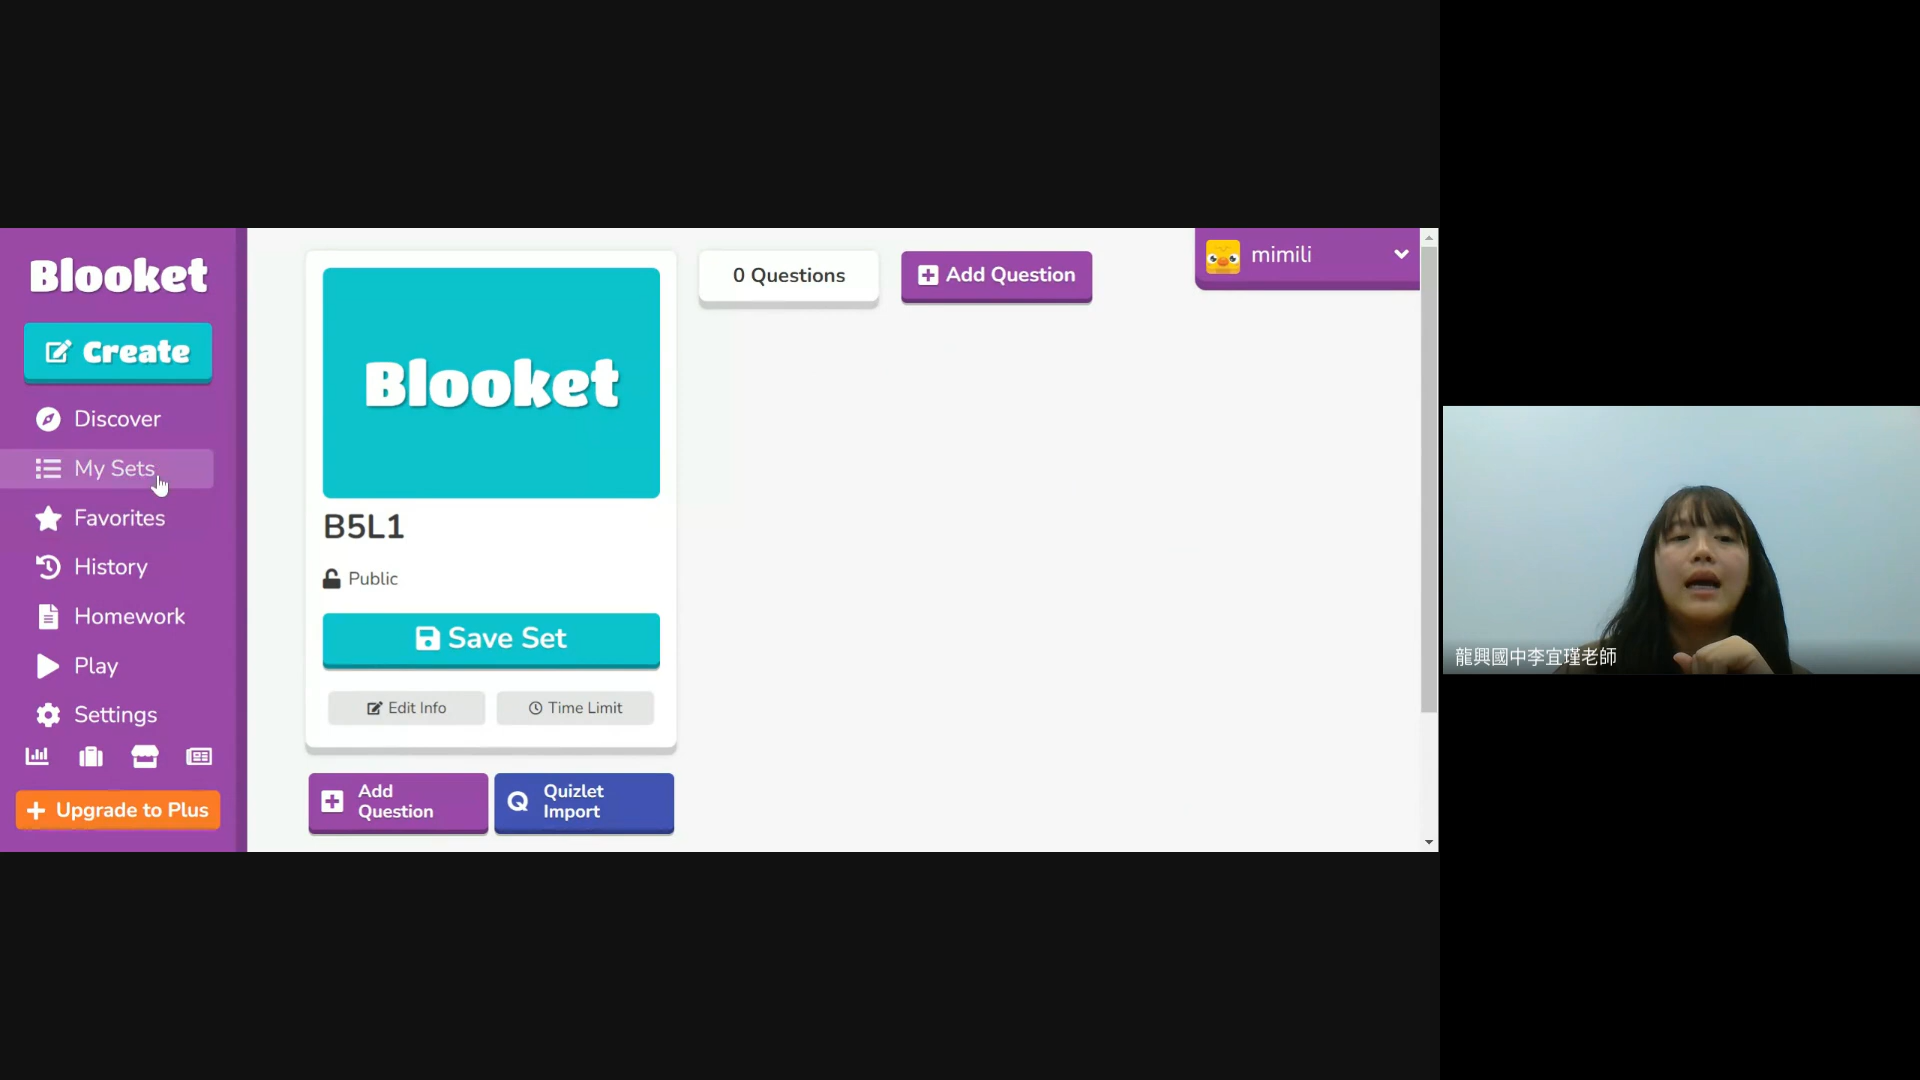 Blooket
Create
Discover
My Sets
Favorites
History
Homework
Play
Settings
Upgrade to Plus
Blooket
B5L1
Public
Save Set
Edit Info
Time Limit
Add
Question
Quizlet
Import
0 Questions
Add Question
mimili
龍興國中李宜瑾老師